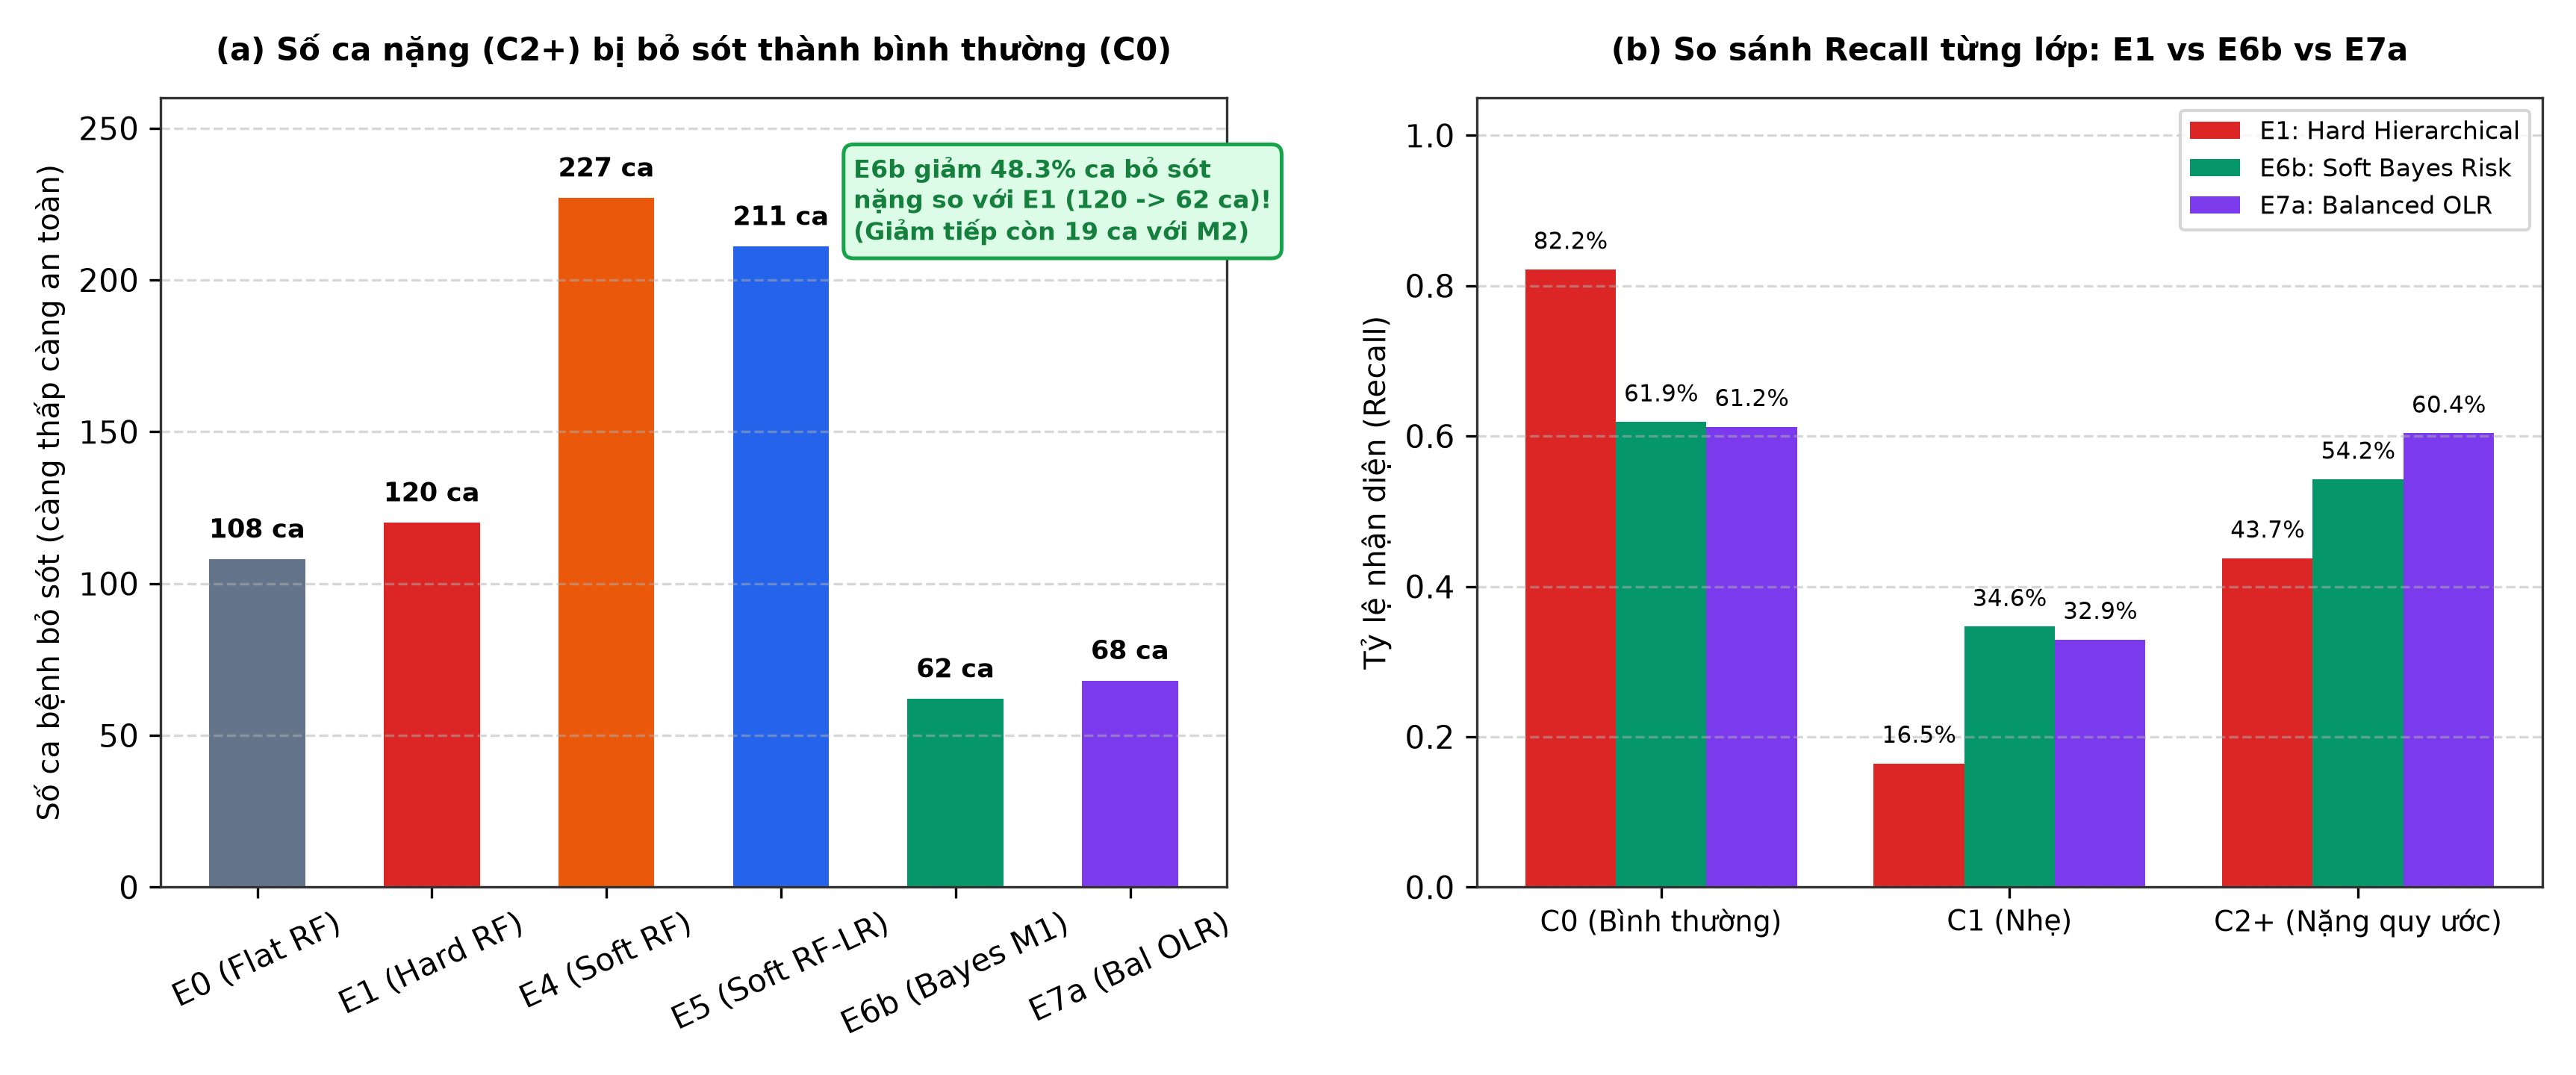 (a) Số ca nặng (C2+) bị bỏ sót thành bình thường (C0)
Số ca bệnh bỏ sót (càng thấp càng an toàn)
250
200
150
100
50
0
108 ca
120 ca
227 ca
211 ca
62 ca
68 ca
E6b giảm 48.3% ca bỏ sót
nặng so với E1 (120 -> 62 ca)!
(Giảm tiếp còn 19 ca với M2)
E0 (Flat RF)
E1 (Hard RF)
E4 (Soft RF)
E5 (Soft RF-LR)
E6b (Bayes M1)
E7a (Bal OLR)
(b) So sánh Recall từng lớp: E1 vs E6b vs E7a
Tỷ lệ nhận diện (Recall)
1.0
0.8
0.6
0.4
0.2
0.0
E1: Hard Hierarchical
E6b: Soft Bayes Risk
E7a: Balanced OLR
82.2%
61.9%
61.2%
16.5%
34.6%
32.9%
43.7%
54.2%
60.4%
C0 (Bình thường)
C1 (Nhẹ)
C2+ (Nặng quy ước)